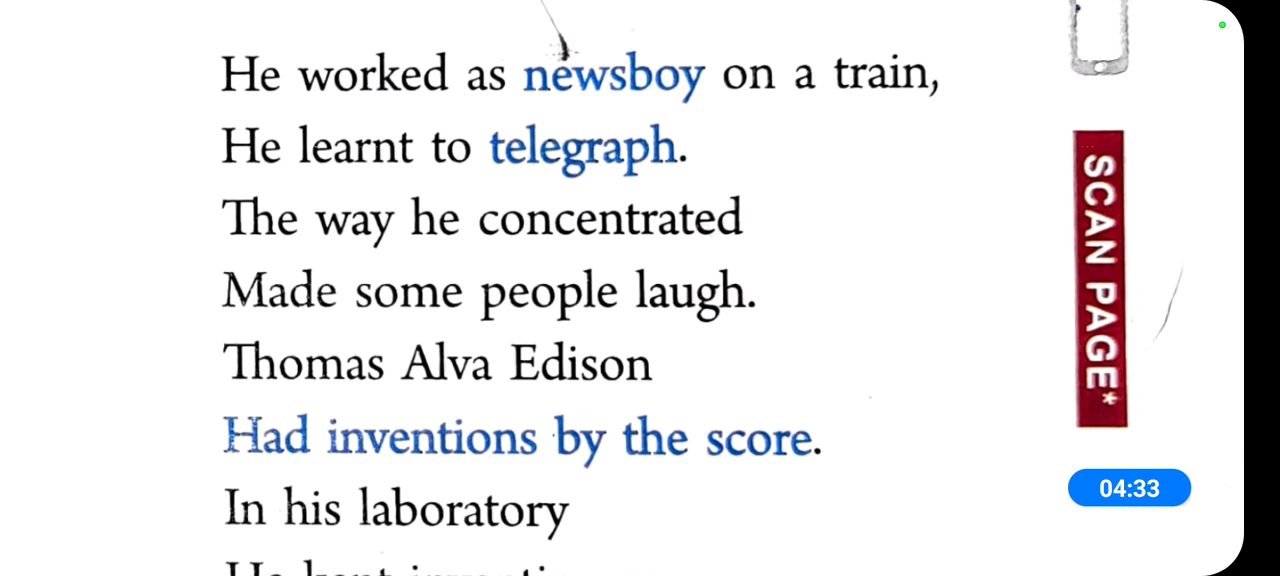 He worked as newsboy on a train,
He learnt to telegraph.
The way he concentrated
Made some people laugh.
Thomas Alva Edison
Had inventions by the score.
In his laboratory
SCAN PAGE*
04:33